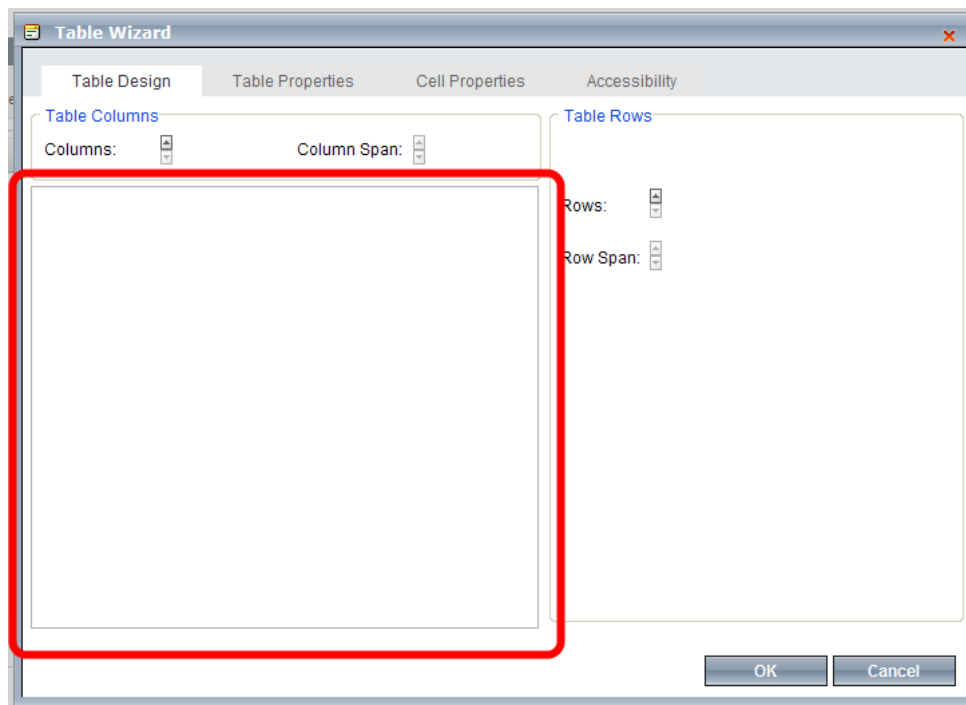 Table Wizard
Table Design Table Properties Cell Properties Accessibility
Table Columns
Columns: Column Span:
Table Rows
Rows:
Row Span:
OK Cancel